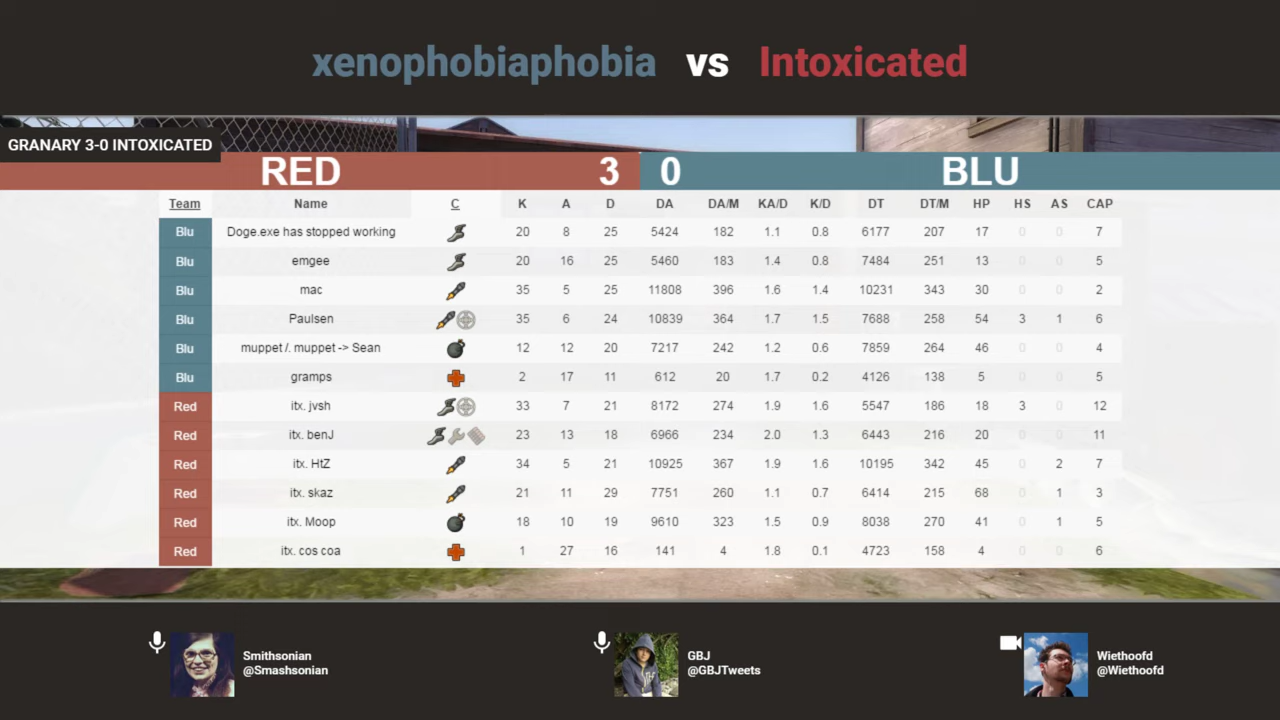 xenophobiaphobia vs Intoxicated
GRANARY 3-0 INTOXICATED
RED 3 0 BLU
Team Name C K A D DA DA/M KA/D K/D DT DT/M HP HS AS CAP
Blu Doge.exe has stopped working 20 8 25 5424 182 1.1 0.8 6177 207 17 0 0 7
Blu emgee 20 16 25 5460 183 1.4 0.8 7484 251 13 0 0 5
Blu mac 35 5 25 11808 396 1.6 1.4 10231 343 30 0 0 2
Blu Paulsen 35 6 24 10839 364 1.7 1.5 7688 258 54 3 1 6
Blu muppet /. muppet -> Sean 12 12 20 7217 242 1.2 0.6 7859 264 46 0 0 4
Blu gramps 2 17 11 612 20 1.7 0.2 4126 138 5 0 0 5
Red itx. jvsh 33 7 21 8172 274 1.9 1.6 5547 186 18 3 0 12
Red itx. benJ 23 13 18 6966 234 2.0 1.3 6443 216 20 0 0 11
Red itx. HtZ 34 5 21 10925 367 1.9 1.6 10195 342 45 0 2 7
Red itx. skaz 21 11 29 7751 260 1.1 0.7 6414 215 68 0 1 3
Red itx. Moop 18 10 19 9610 323 1.5 0.9 8038 270 41 0 1 5
Red itx. cos coa 1 27 16 141 4 1.8 0.1 4723 158 4 0 0 6
Smithsonian
@Smashsonian
GBJ
@GBJTweets
Wiethoofd
@Wiethoofd